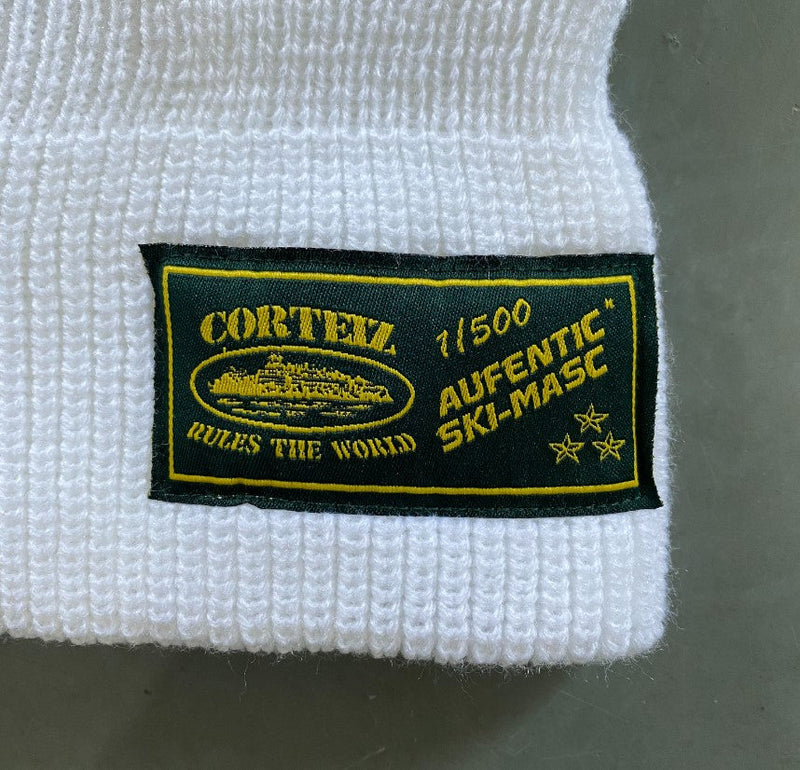 CORTEIZ
RULES THE WORLD
1/500
AUFENTIC*
SKI-MASC